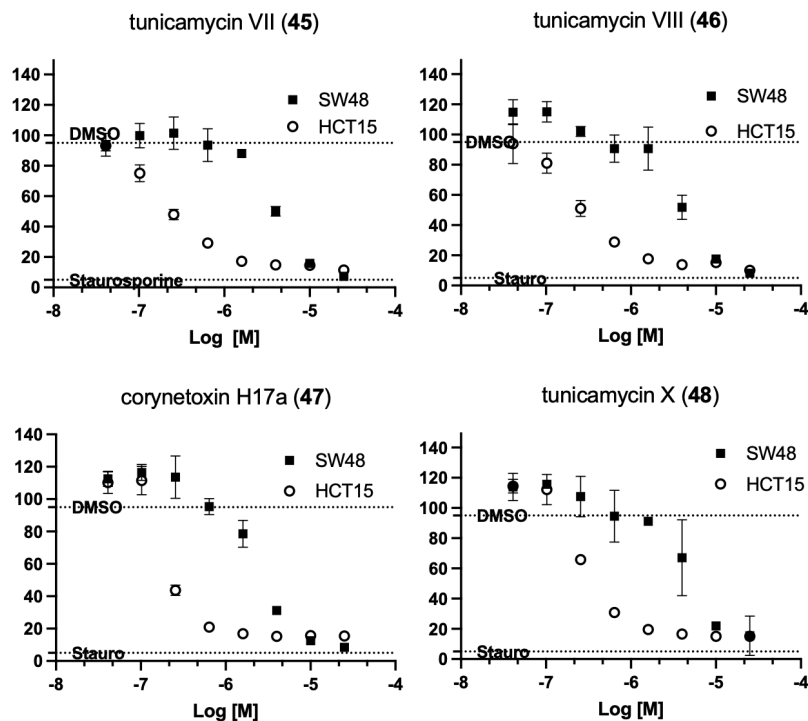 tunicamycin VII (45)
140
120
100
80
60
40
20
0
DMSO
Staurosporine
SW48
HCT15
-8 -7 -6 -5 -4
Log [M]
tunicamycin VIII (46)
140
120
100
80
60
40
20
0
DMSO
Stauro
SW48
HCT15
-8 -7 -6 -5 -4
Log [M]
corynetoxin H17a (47)
140
120
100
80
60
40
20
0
DMSO
Stauro
SW48
HCT15
-8 -7 -6 -5 -4
Log [M]
tunicamycin X (48)
140
120
100
80
60
40
20
0
DMSO
Stauro
SW48
HCT15
-8 -7 -6 -5 -4
Log [M]